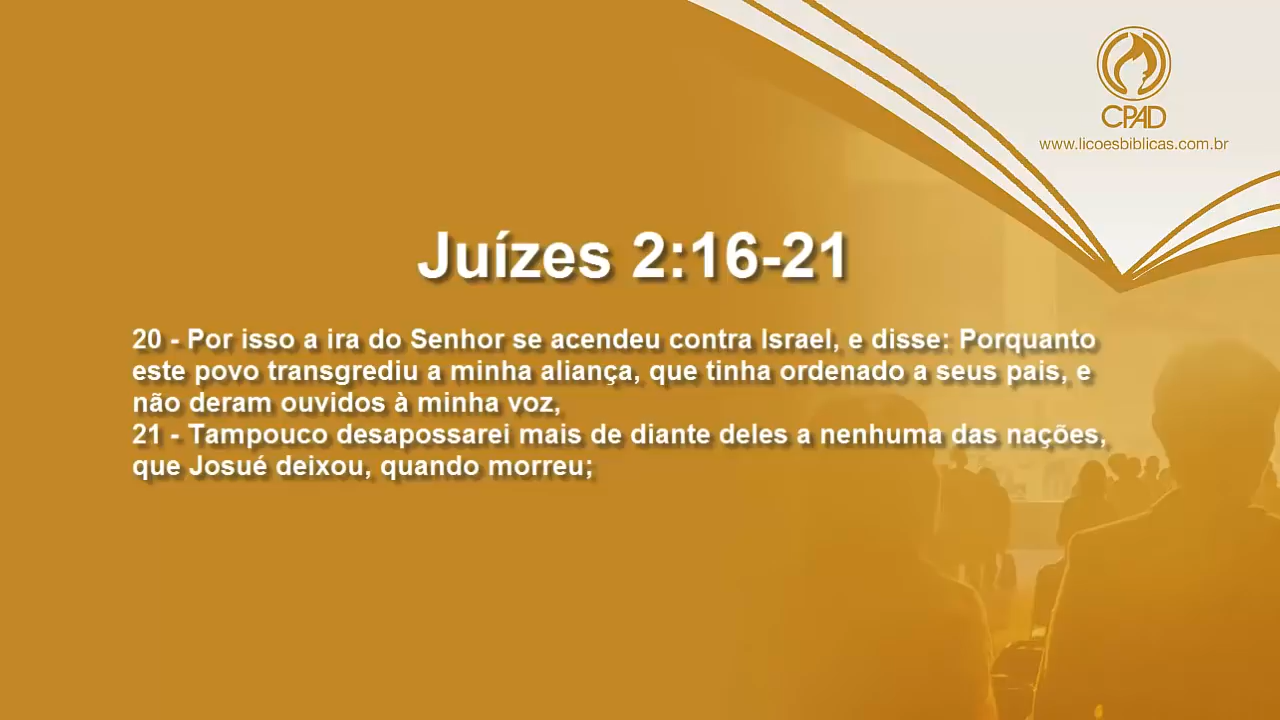 CPAD
www.licoesbiblicas.com.br
Juízes 2:16-21
20 - Por isso a ira do Senhor se acendeu contra Israel, e disse: Porquanto
este povo transgrediu a minha aliança, que tinha ordenado a seus pais, e
não deram ouvidos à minha voz,
21 - Tampouco desapossarei mais de diante deles a nenhuma das nações,
que Josué deixou, quando morreu;